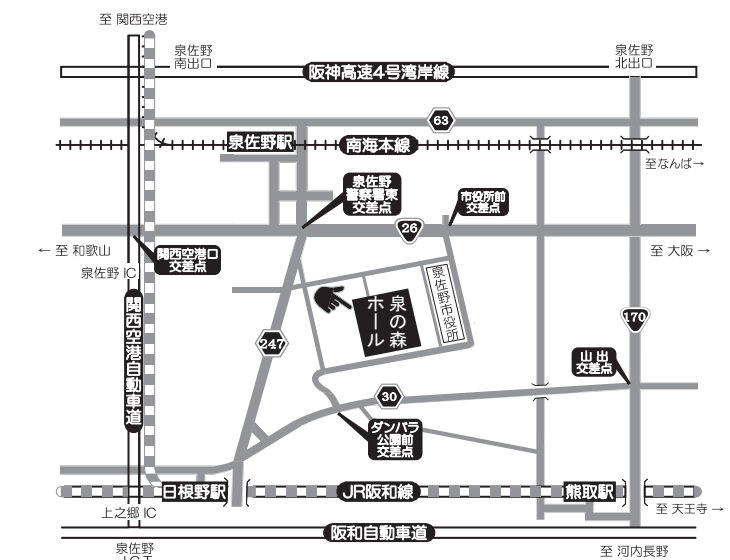 至 関西空港
泉佐野
南出口
泉佐野
北出口
阪神高速4号湾岸線
63
泉佐野駅
南海本線
至なんば→
泉佐野
警察署東
交差点
市役所前
交差点
26
← 至 和歌山
関西空港口
交差点
至 大阪 →
泉佐野 IC
泉佐野市役所
泉の森
ホール
関西空港自動車道
170
247
山出
交差点
30
ダンバラ
公園前
交差点
日根野駅
JR阪和線
熊取駅
上之郷 IC
至 天王寺 →
阪和自動車道
泉佐野
JCT
至 河内長野